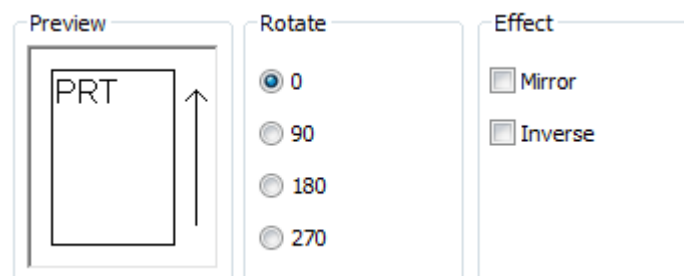 Preview
PRT
Rotate
0
90
180
270
Effect
Mirror
Inverse